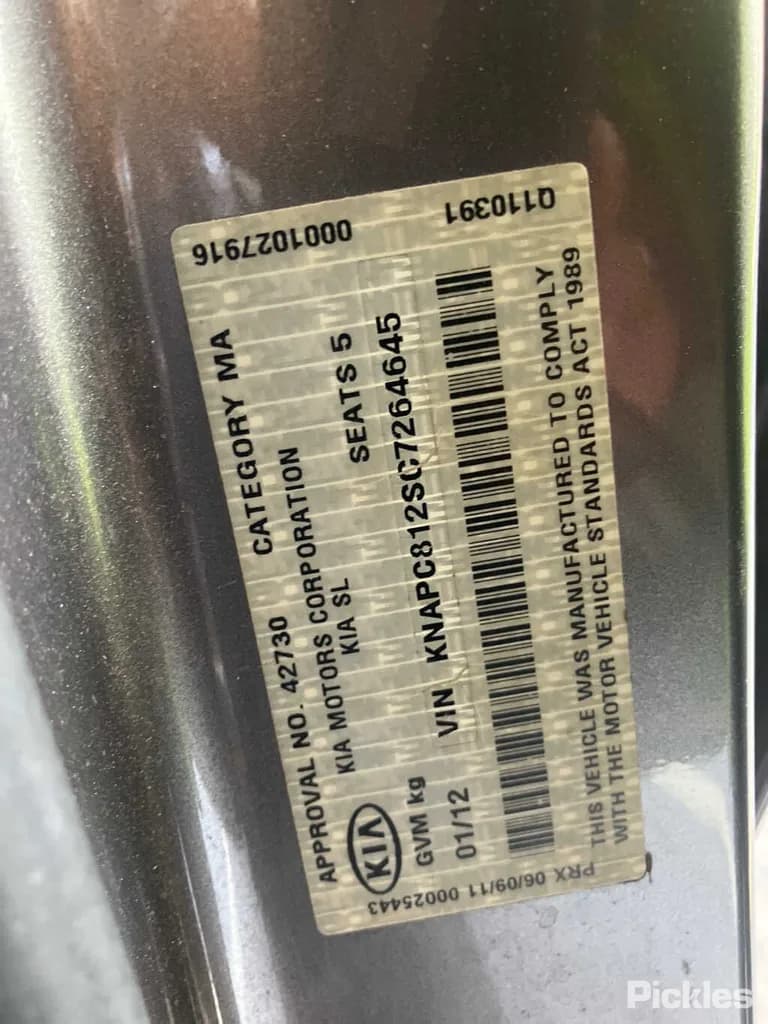 APPROVAL NO. 42730 CATEGORY MA
KIA MOTORS CORPORATION
KIA SL SEATS 5
KIA
GVM kg VIN KNAPC812SC7264645
01/12
THIS VEHICLE WAS MANUFACTURED TO COMPLY
WITH THE MOTOR VEHICLE STANDARDS ACT 1989
0001027916
Q110391
PRX 06/09/11 00025443
Pickles